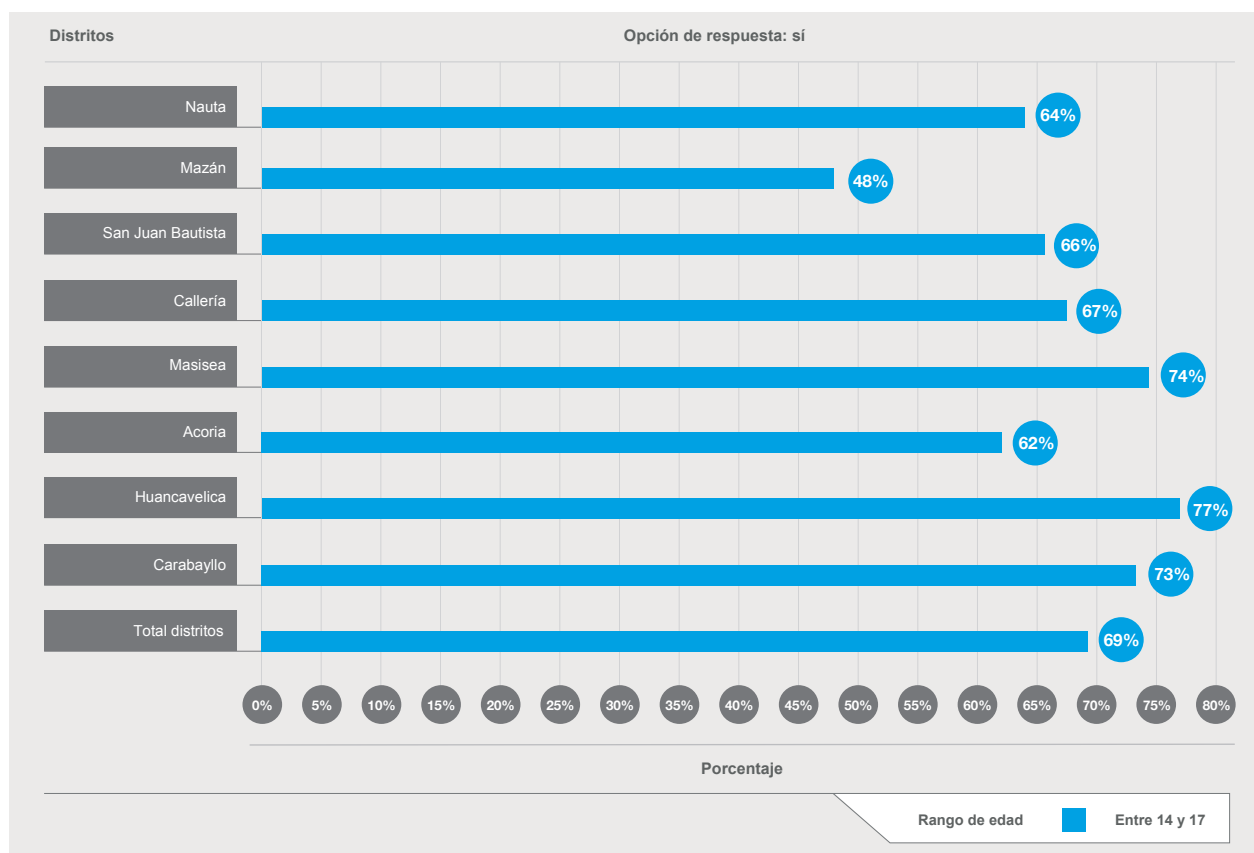 Distritos Opción de respuesta: sí
Nauta 64%
Mazán 48%
San Juan Bautista 66%
Callería 67%
Masisea 74%
Acoria 62%
Huancavelica 77%
Carabayllo 73%
Total distritos 69%
0% 5% 10% 15% 20% 25% 30% 35% 40% 45% 50% 55% 60% 65% 70% 75% 80%
Porcentaje
Rango de edad Entre 14 y 17